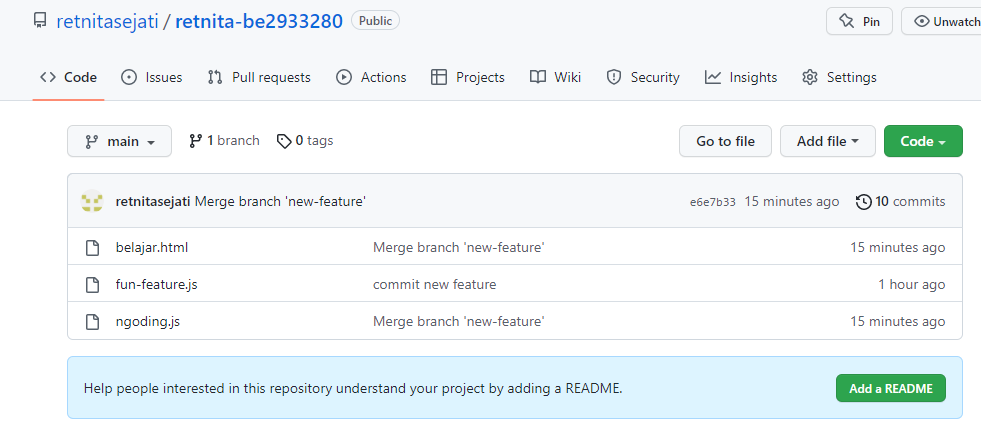 retnitasejati / retnita-be2933280 Public Pin Unwatch
Code Issues Pull requests Actions Projects Wiki Security Insights Settings
main 1 branch 0 tags Go to file Add file Code
retnitasejati Merge branch 'new-feature' e6e7b33 15 minutes ago 10 commits
belajar.html Merge branch 'new-feature' 15 minutes ago
fun-feature.js commit new feature 1 hour ago
ngoding.js Merge branch 'new-feature' 15 minutes ago
Help people interested in this repository understand your project by adding a README. Add a README